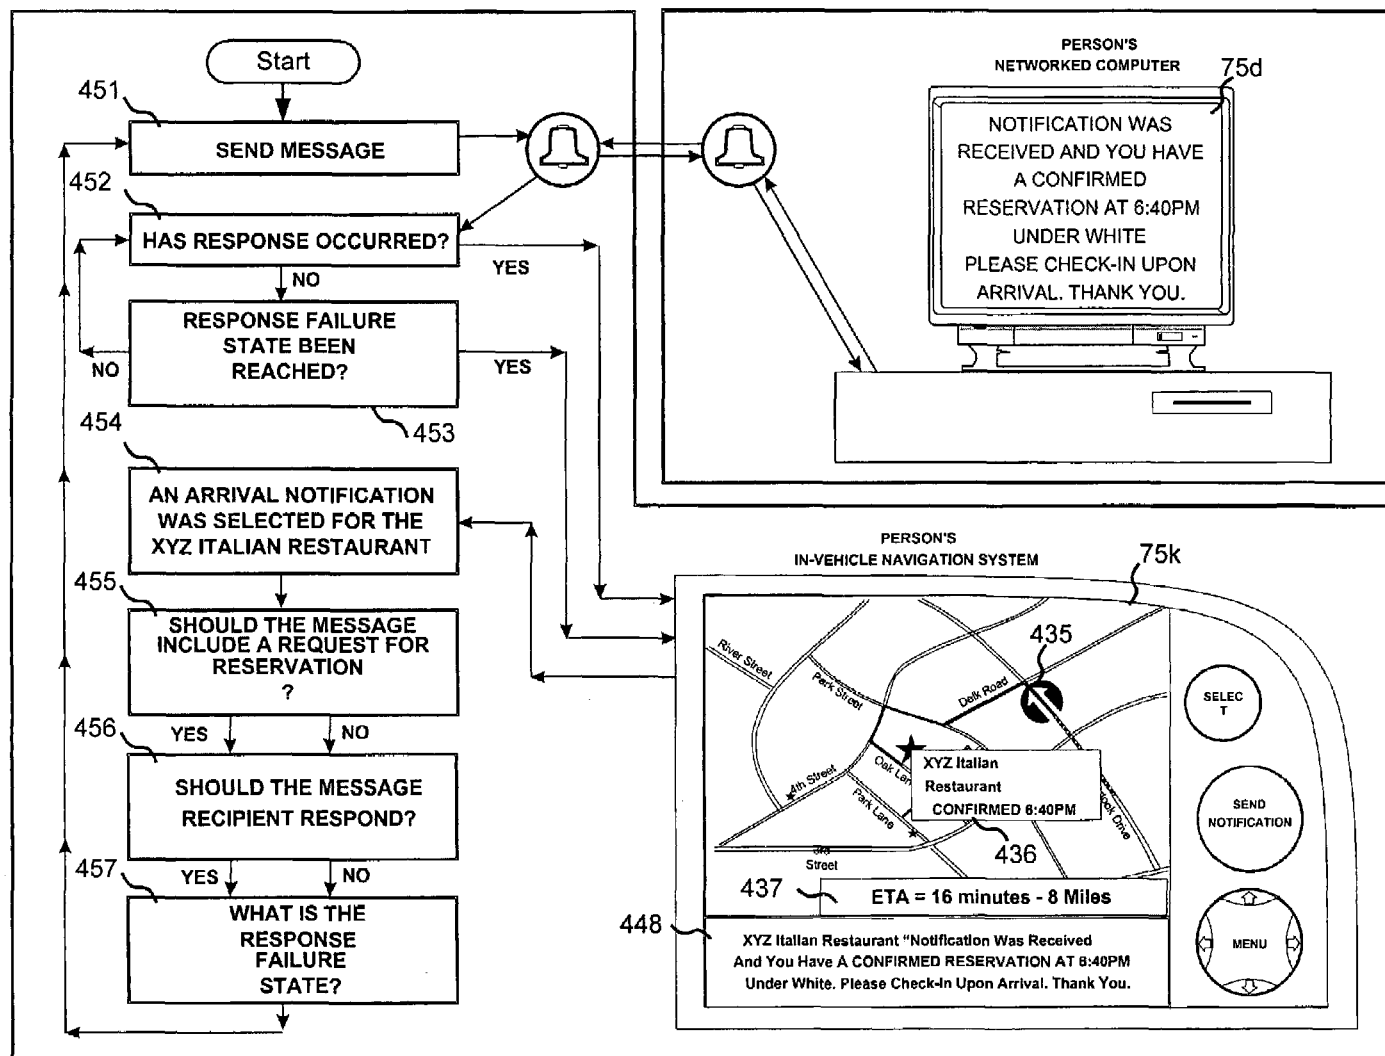 Start
451
SEND MESSAGE
452
HAS RESPONSE OCCURRED?
YES
NO
RESPONSE FAILURE
STATE BEEN
REACHED?
NO
YES
453
454
AN ARRIVAL NOTIFICATION
WAS SELECTED FOR THE
XYZ ITALIAN RESTAURANT
455
SHOULD THE MESSAGE
INCLUDE A REQUEST FOR
RESERVATION
?
YES
NO
456
SHOULD THE MESSAGE
RECIPIENT RESPOND?
YES
NO
457
WHAT IS THE
RESPONSE
FAILURE
STATE?
PERSON'S
NETWORKED COMPUTER
75d
NOTIFICATION WAS
RECEIVED AND YOU HAVE
A CONFIRMED
RESERVATION AT 6:40PM
UNDER WHITE
PLEASE CHECK-IN UPON
ARRIVAL. THANK YOU.
PERSON'S
IN-VEHICLE NAVIGATION SYSTEM
75k
435
River Street
Park Street
Delk Road
4th Street
Oak Lan
Park Lane
3rd
Street
XYZ Italian
Restaurant
CONFIRMED 6:40PM
Drive
436
437
ETA = 16 minutes - 8 Miles
448
XYZ Italian Restaurant “Notification Was Received
And You Have A CONFIRMED RESERVATION AT 6:40PM
Under White. Please Check-In Upon Arrival. Thank You.
SELEC
T
SEND
NOTIFICATION
MENU